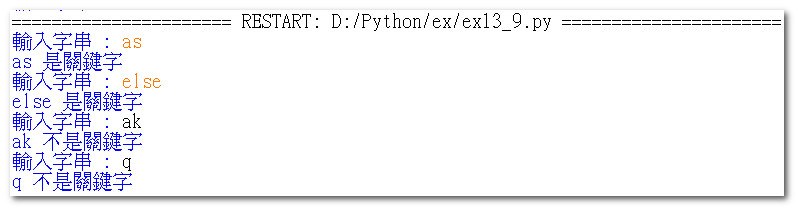 ====================== RESTART: D:/Python/ex/ex13_9.py ======================
輸入字串 : as
as 是關鍵字
輸入字串 : else
else 是關鍵字
輸入字串 : ak
ak 不是關鍵字
輸入字串 : q
q 不是關鍵字